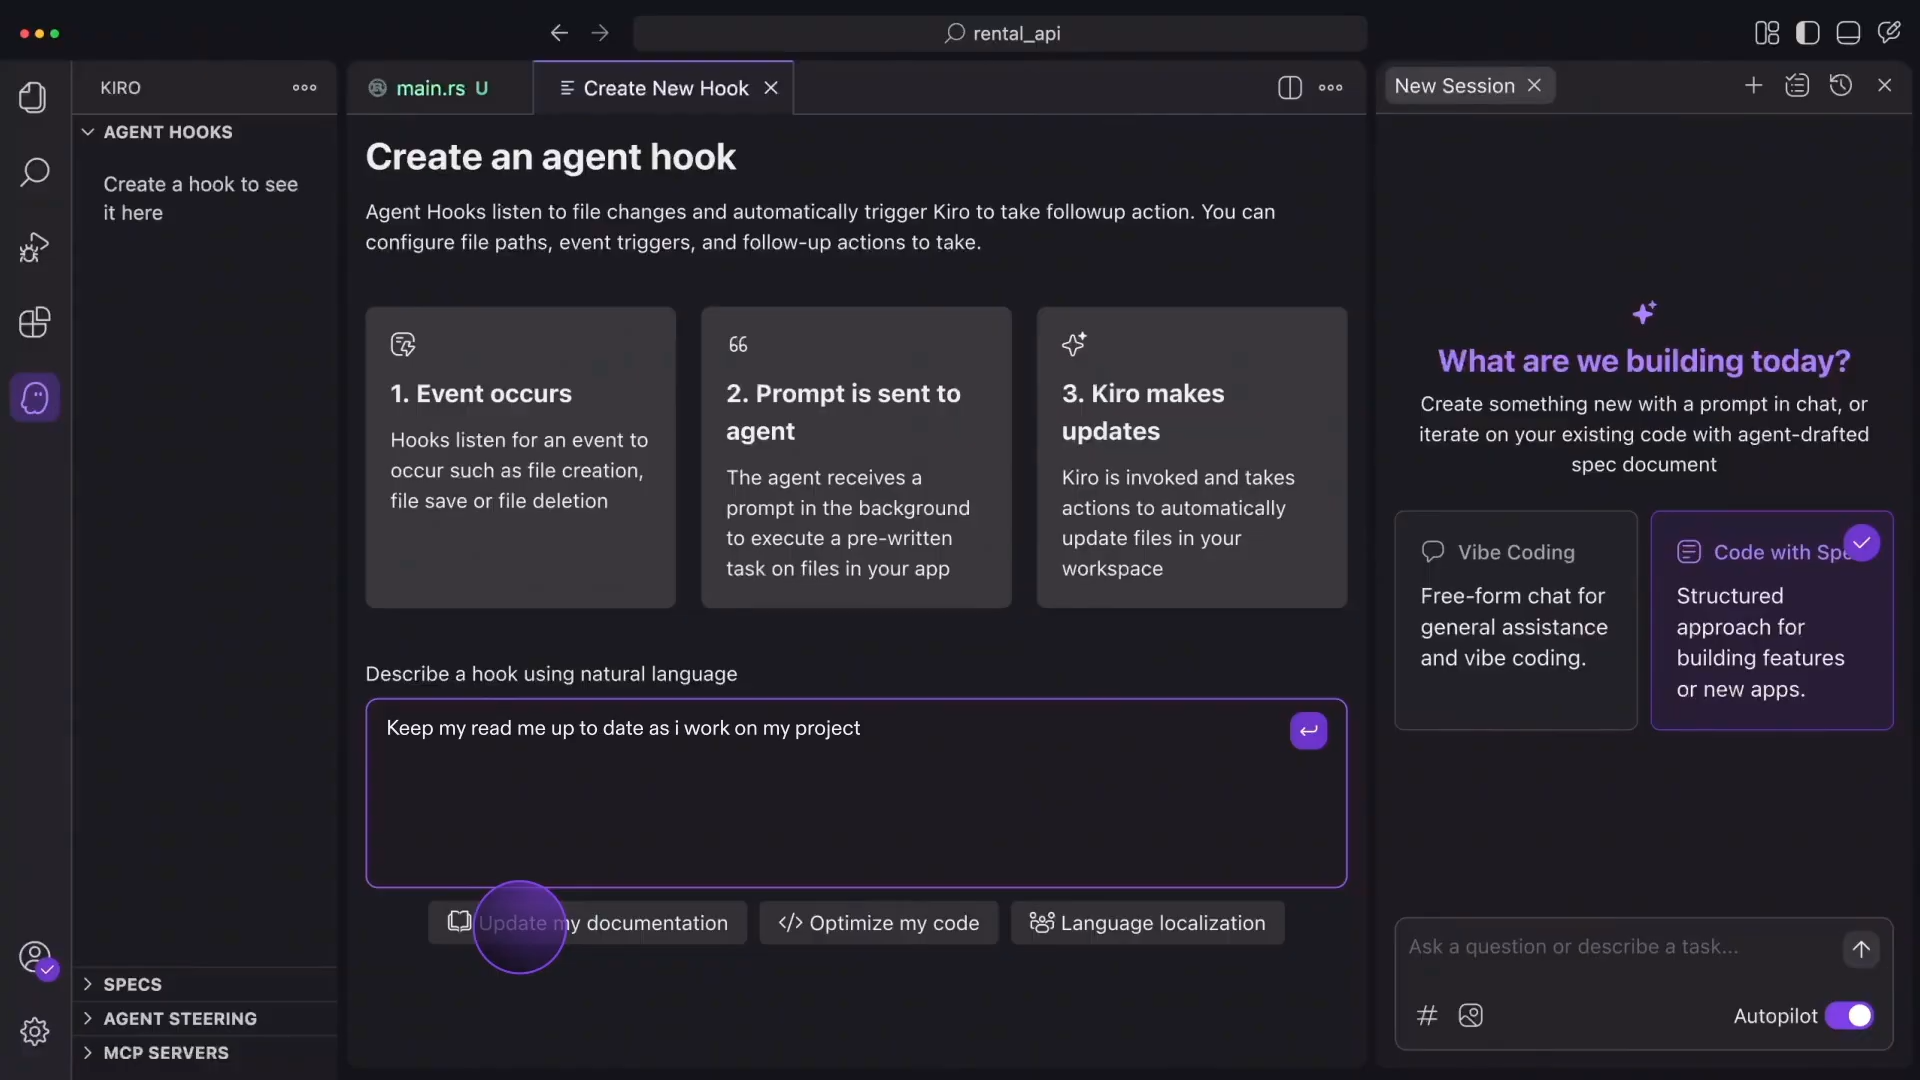 rental_api
KIRO
AGENT HOOKS
Create a hook to see
it here
SPECS
AGENT STEERING
MCP SERVERS
main.rs U
Create New Hook
Create an agent hook
Agent Hooks listen to file changes and automatically trigger Kiro to take followup action. You can
configure file paths, event triggers, and follow-up actions to take.
1. Event occurs
Hooks listen for an event to
occur such as file creation,
file save or file deletion
2. Prompt is sent to
agent
The agent receives a
prompt in the background
to execute a pre-written
task on files in your app
3. Kiro makes
updates
Kiro is invoked and takes
actions to automatically
update files in your
workspace
Describe a hook using natural language
Keep my read me up to date as i work on my project
Update my documentation
Optimize my code
Language localization
New Session
What are we building today?
Create something new with a prompt in chat, or
iterate on your existing code with agent-drafted
spec document
Vibe Coding
Free-form chat for
general assistance
and vibe coding.
Code with Spe
Structured
approach for
building features
or new apps.
Ask a question or describe a task...
Autopilot